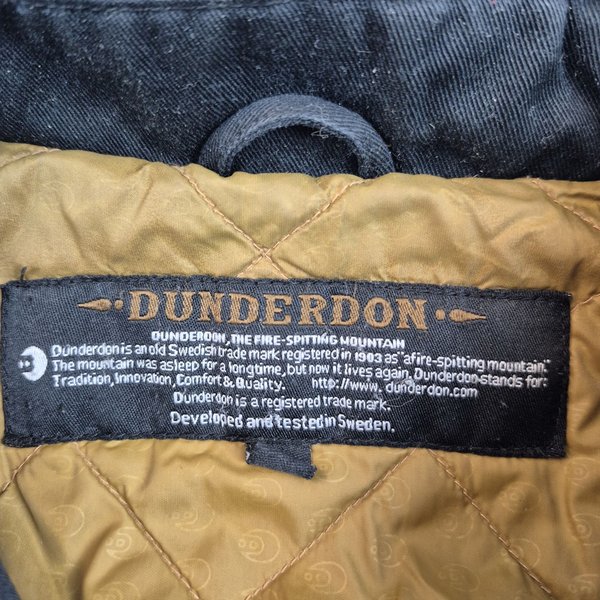 DUNDERDON
DUNDERDON, THE FIRE-SPITTING MOUNTAIN
Dunderdon is an old Swedish trade mark registered in 1903 as "a fire-spitting mountain."
The mountain was asleep for a long time, but now it lives again. Dunderdon stands for:
Tradition, Innovation, Comfort & Quality. http://www.dunderdon.com
Dunderdon is a registered trade mark.
Developed and tested in Sweden.